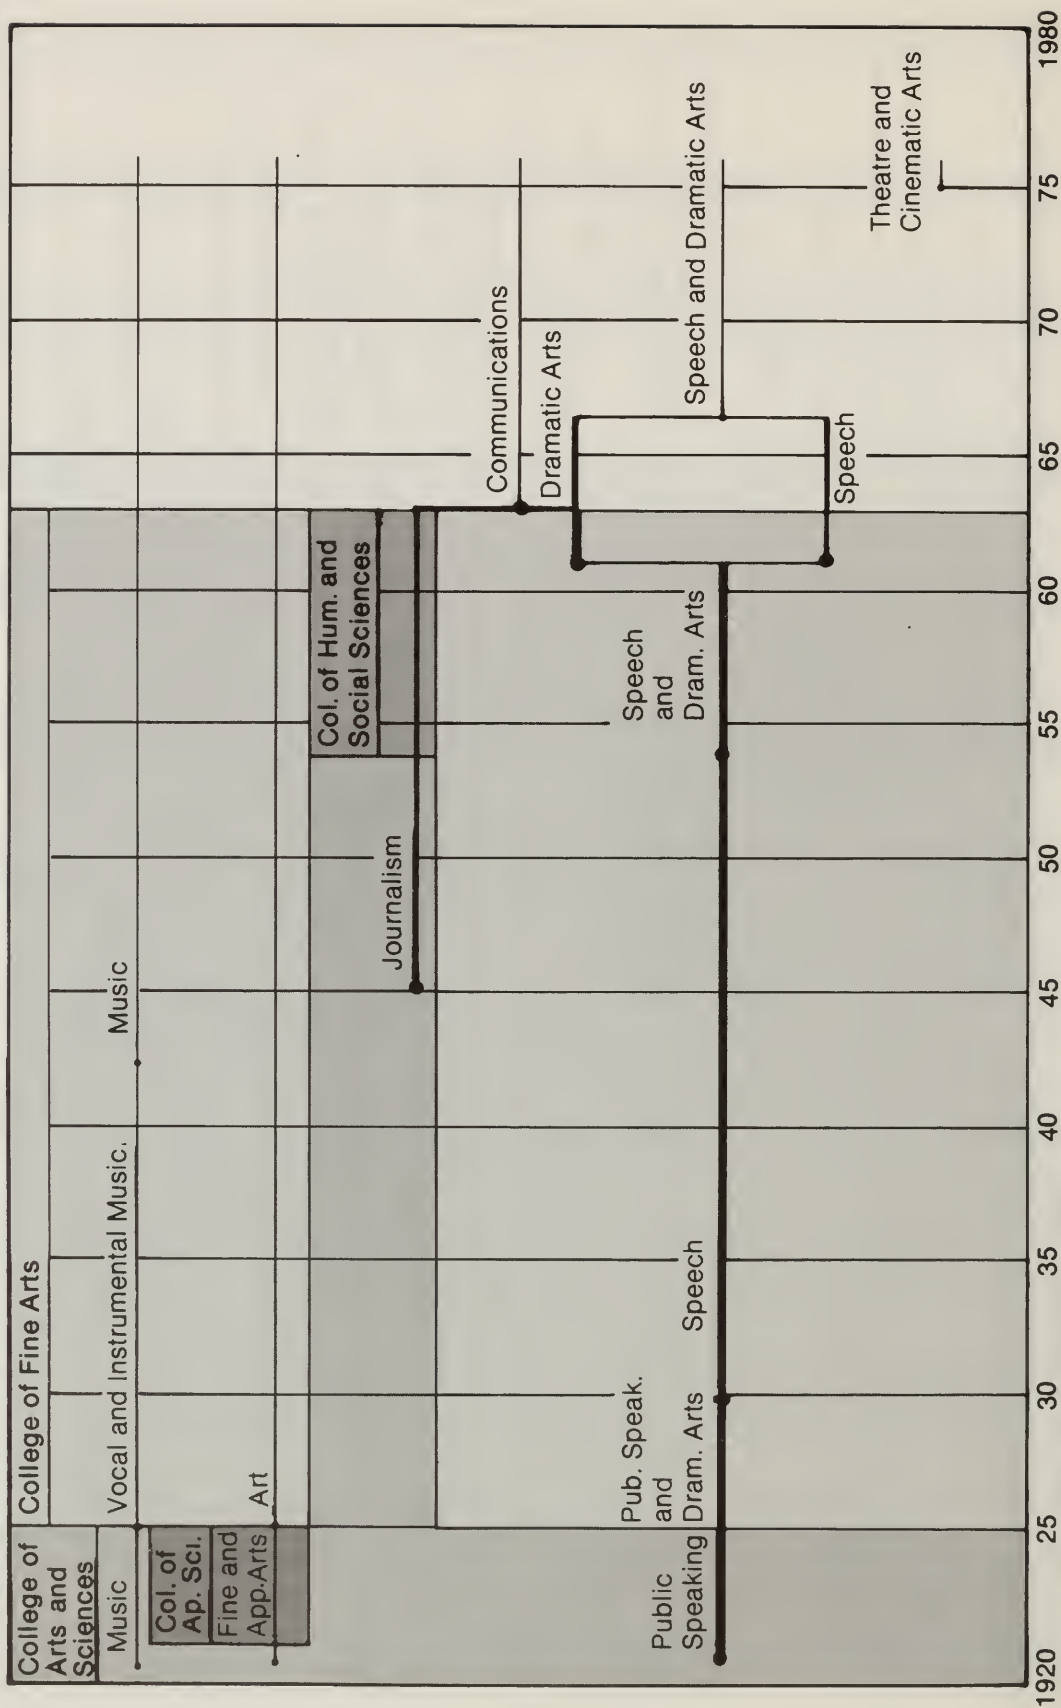 College of
Arts and
Sciences
College of Fine Arts
Music
Vocal and Instrumental Music.
Music
Col. of
Ap. Sci.
Fine and
App.Arts
Art
Col. of Hum. and
Social Sciences
Journalism
Communications
Dramatic Arts
Public
Speaking
Pub. Speak.
and
Dram. Arts
Speech
Speech
and
Dram. Arts
Speech and Dramatic Arts
Speech
Theatre and
Cinematic Arts
1920
25
30
35
40
45
50
55
60
65
70
75
1980